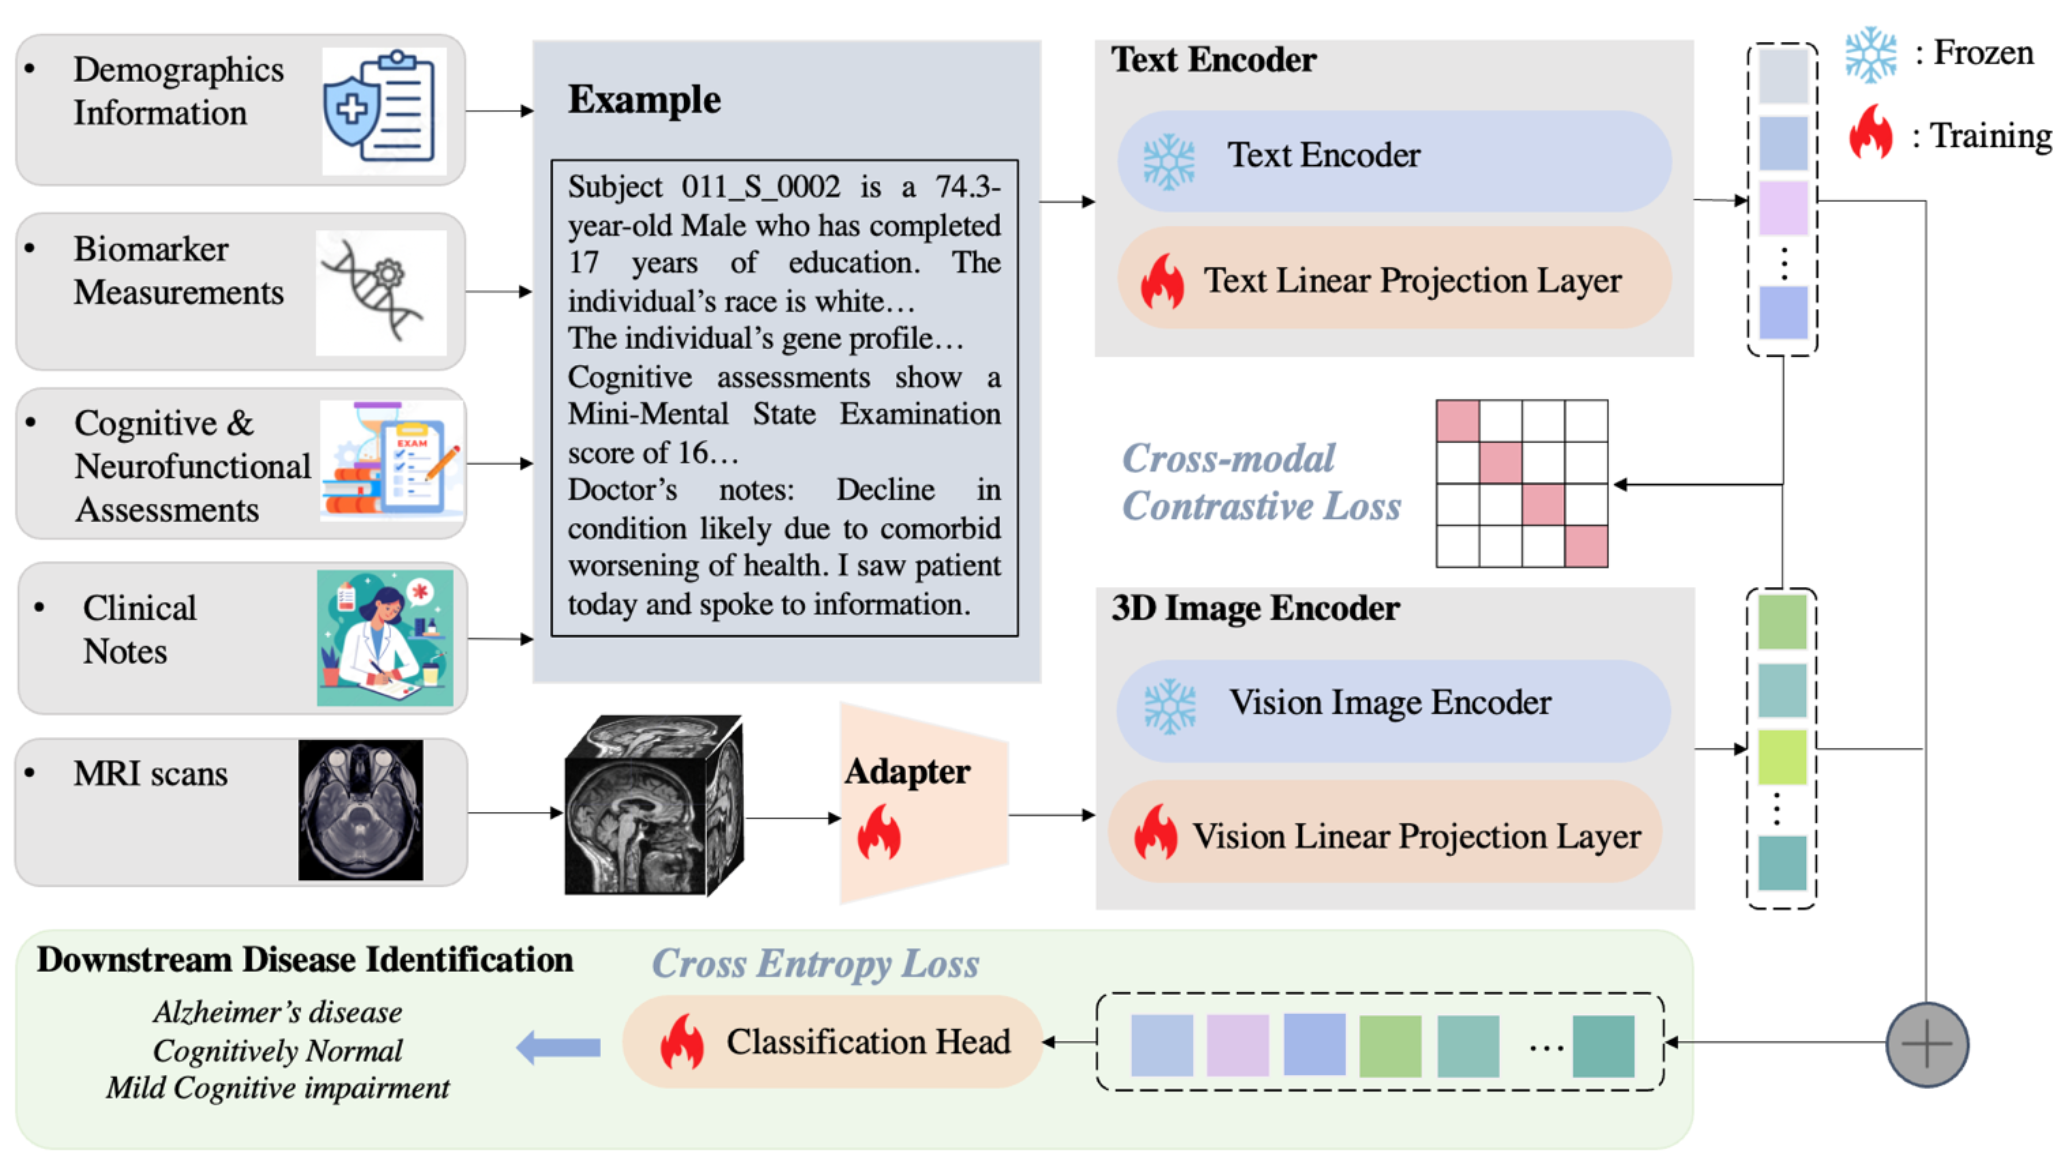 • Demographics
Information
• Biomarker
Measurements
• Cognitive &
Neurofunctional
Assessments
EXAM
• Clinical
Notes
• MRI scans
Example
Subject 011_S_0002 is a 74.3-
year-old Male who has completed
17 years of education. The
individual’s race is white…
The individual’s gene profile…
Cognitive assessments show a
Mini-Mental State Examination
score of 16…
Doctor’s notes: Decline in
condition likely due to comorbid
worsening of health. I saw patient
today and spoke to information.
Adapter
Text Encoder
Text Encoder
Text Linear Projection Layer
: Frozen
: Training
Cross-modal
Contrastive Loss
3D Image Encoder
Vision Image Encoder
Vision Linear Projection Layer
Downstream Disease Identification
Alzheimer’s disease
Cognitively Normal
Mild Cognitive impairment
Cross Entropy Loss
Classification Head